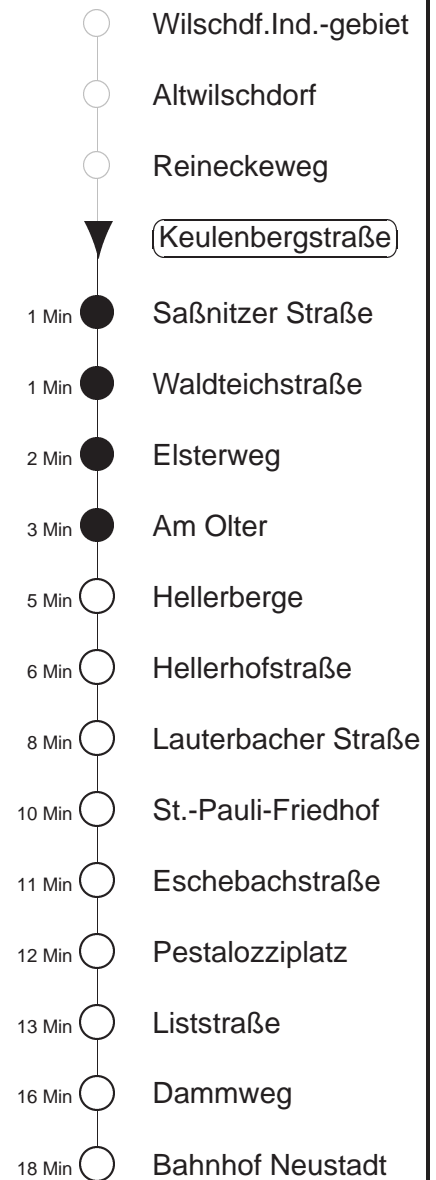 Wilschdf.Ind.-gebiet
Altwilschdorf
Reineckeweg
Keulenbergstraße
1 Min Saßnitzer Straße
1 Min Waldteichstraße
2 Min Elsterweg
3 Min Am Olter
5 Min Hellerberge
6 Min Hellerhofstraße
8 Min Lauterbacher Straße
10 Min St.-Pauli-Friedhof
11 Min Eschebachstraße
12 Min Pestalozziplatz
13 Min Liststraße
16 Min Dammweg
18 Min Bahnhof Neustadt